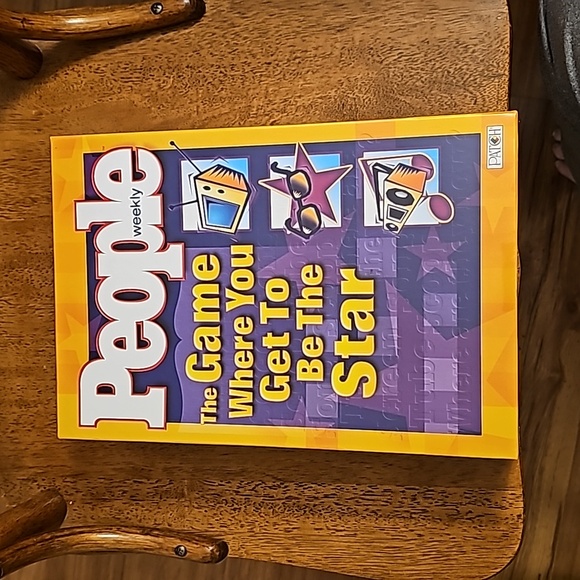 People
weekly
The Game
Where You
Get To
Be The
Star
PATCH